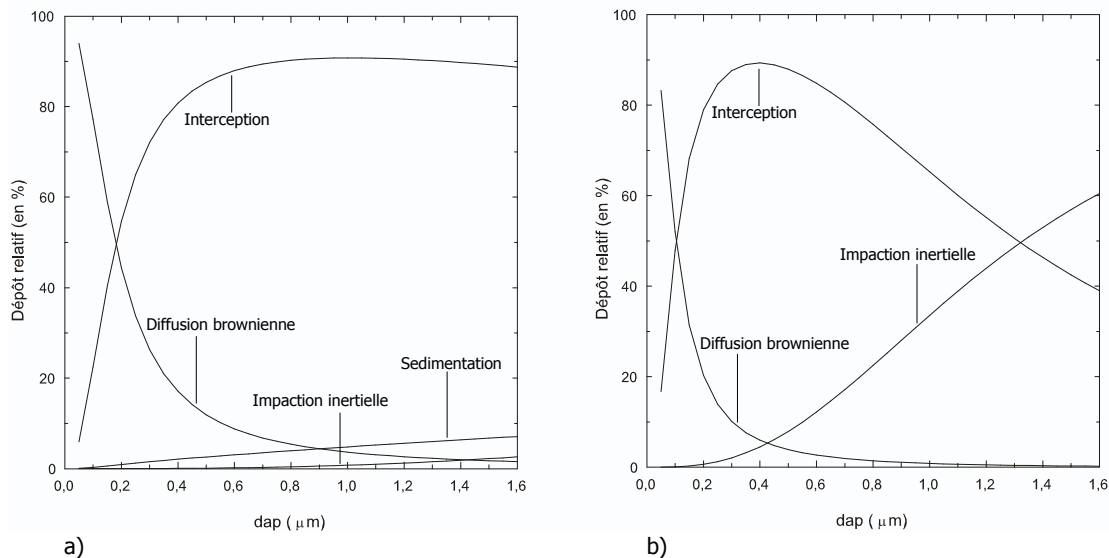 100
80
60
40
20
0
Dépôt relatif (en %)
Interception
Diffusion brownienne
Sedimentation
Impaction inertielle
0,0 0,2 0,4 0,6 0,8 1,0 1,2 1,4 1,6
dap ( μm)
a)
100
80
60
40
20
0
Dépôt relatif (en %)
Interception
Impaction inertielle
Diffusion brownienne
0,0 0,2 0,4 0,6 0,8 1,0 1,2 1,4 1,6
dap ( μm)
b)